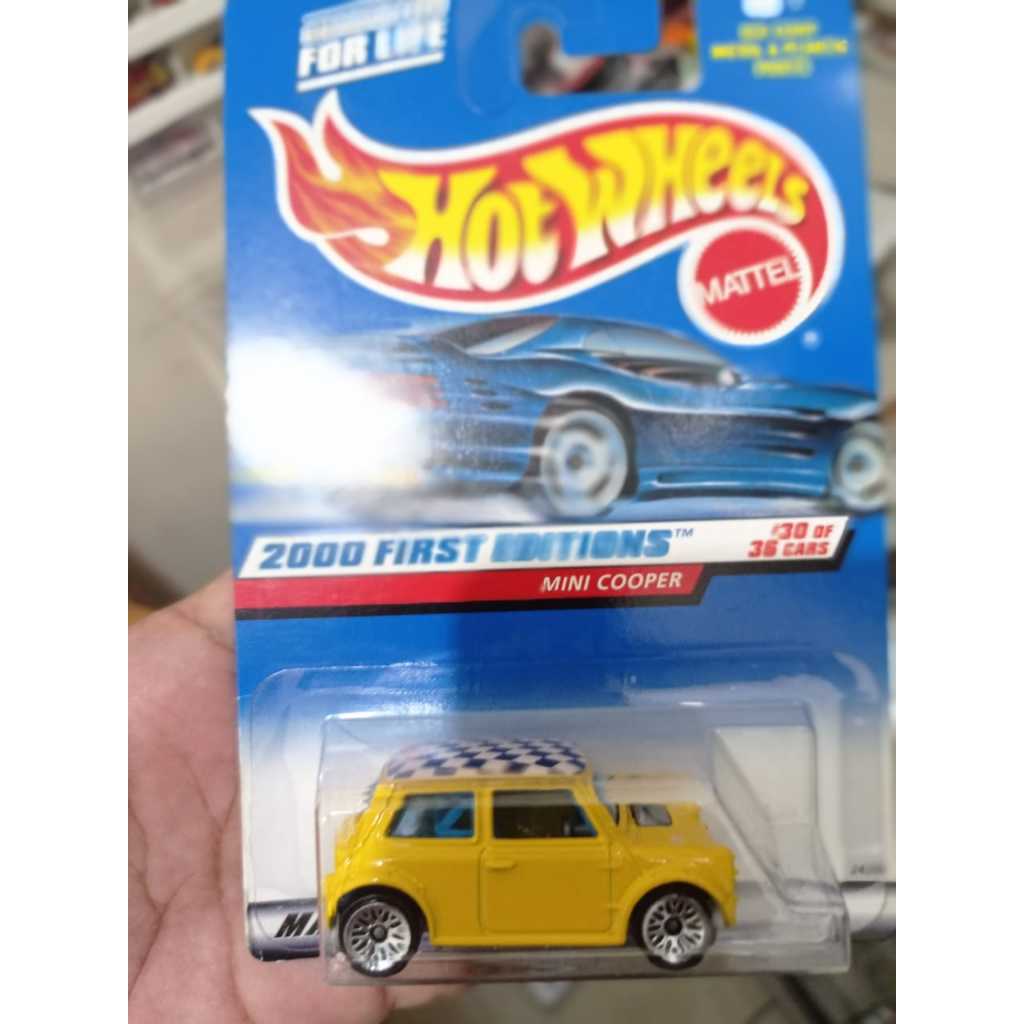 FOR LIFE
HOT WHEELS
MATTEL
®
2000 FIRST EDITIONS™
#30 OF
36 CARS
MINI COOPER